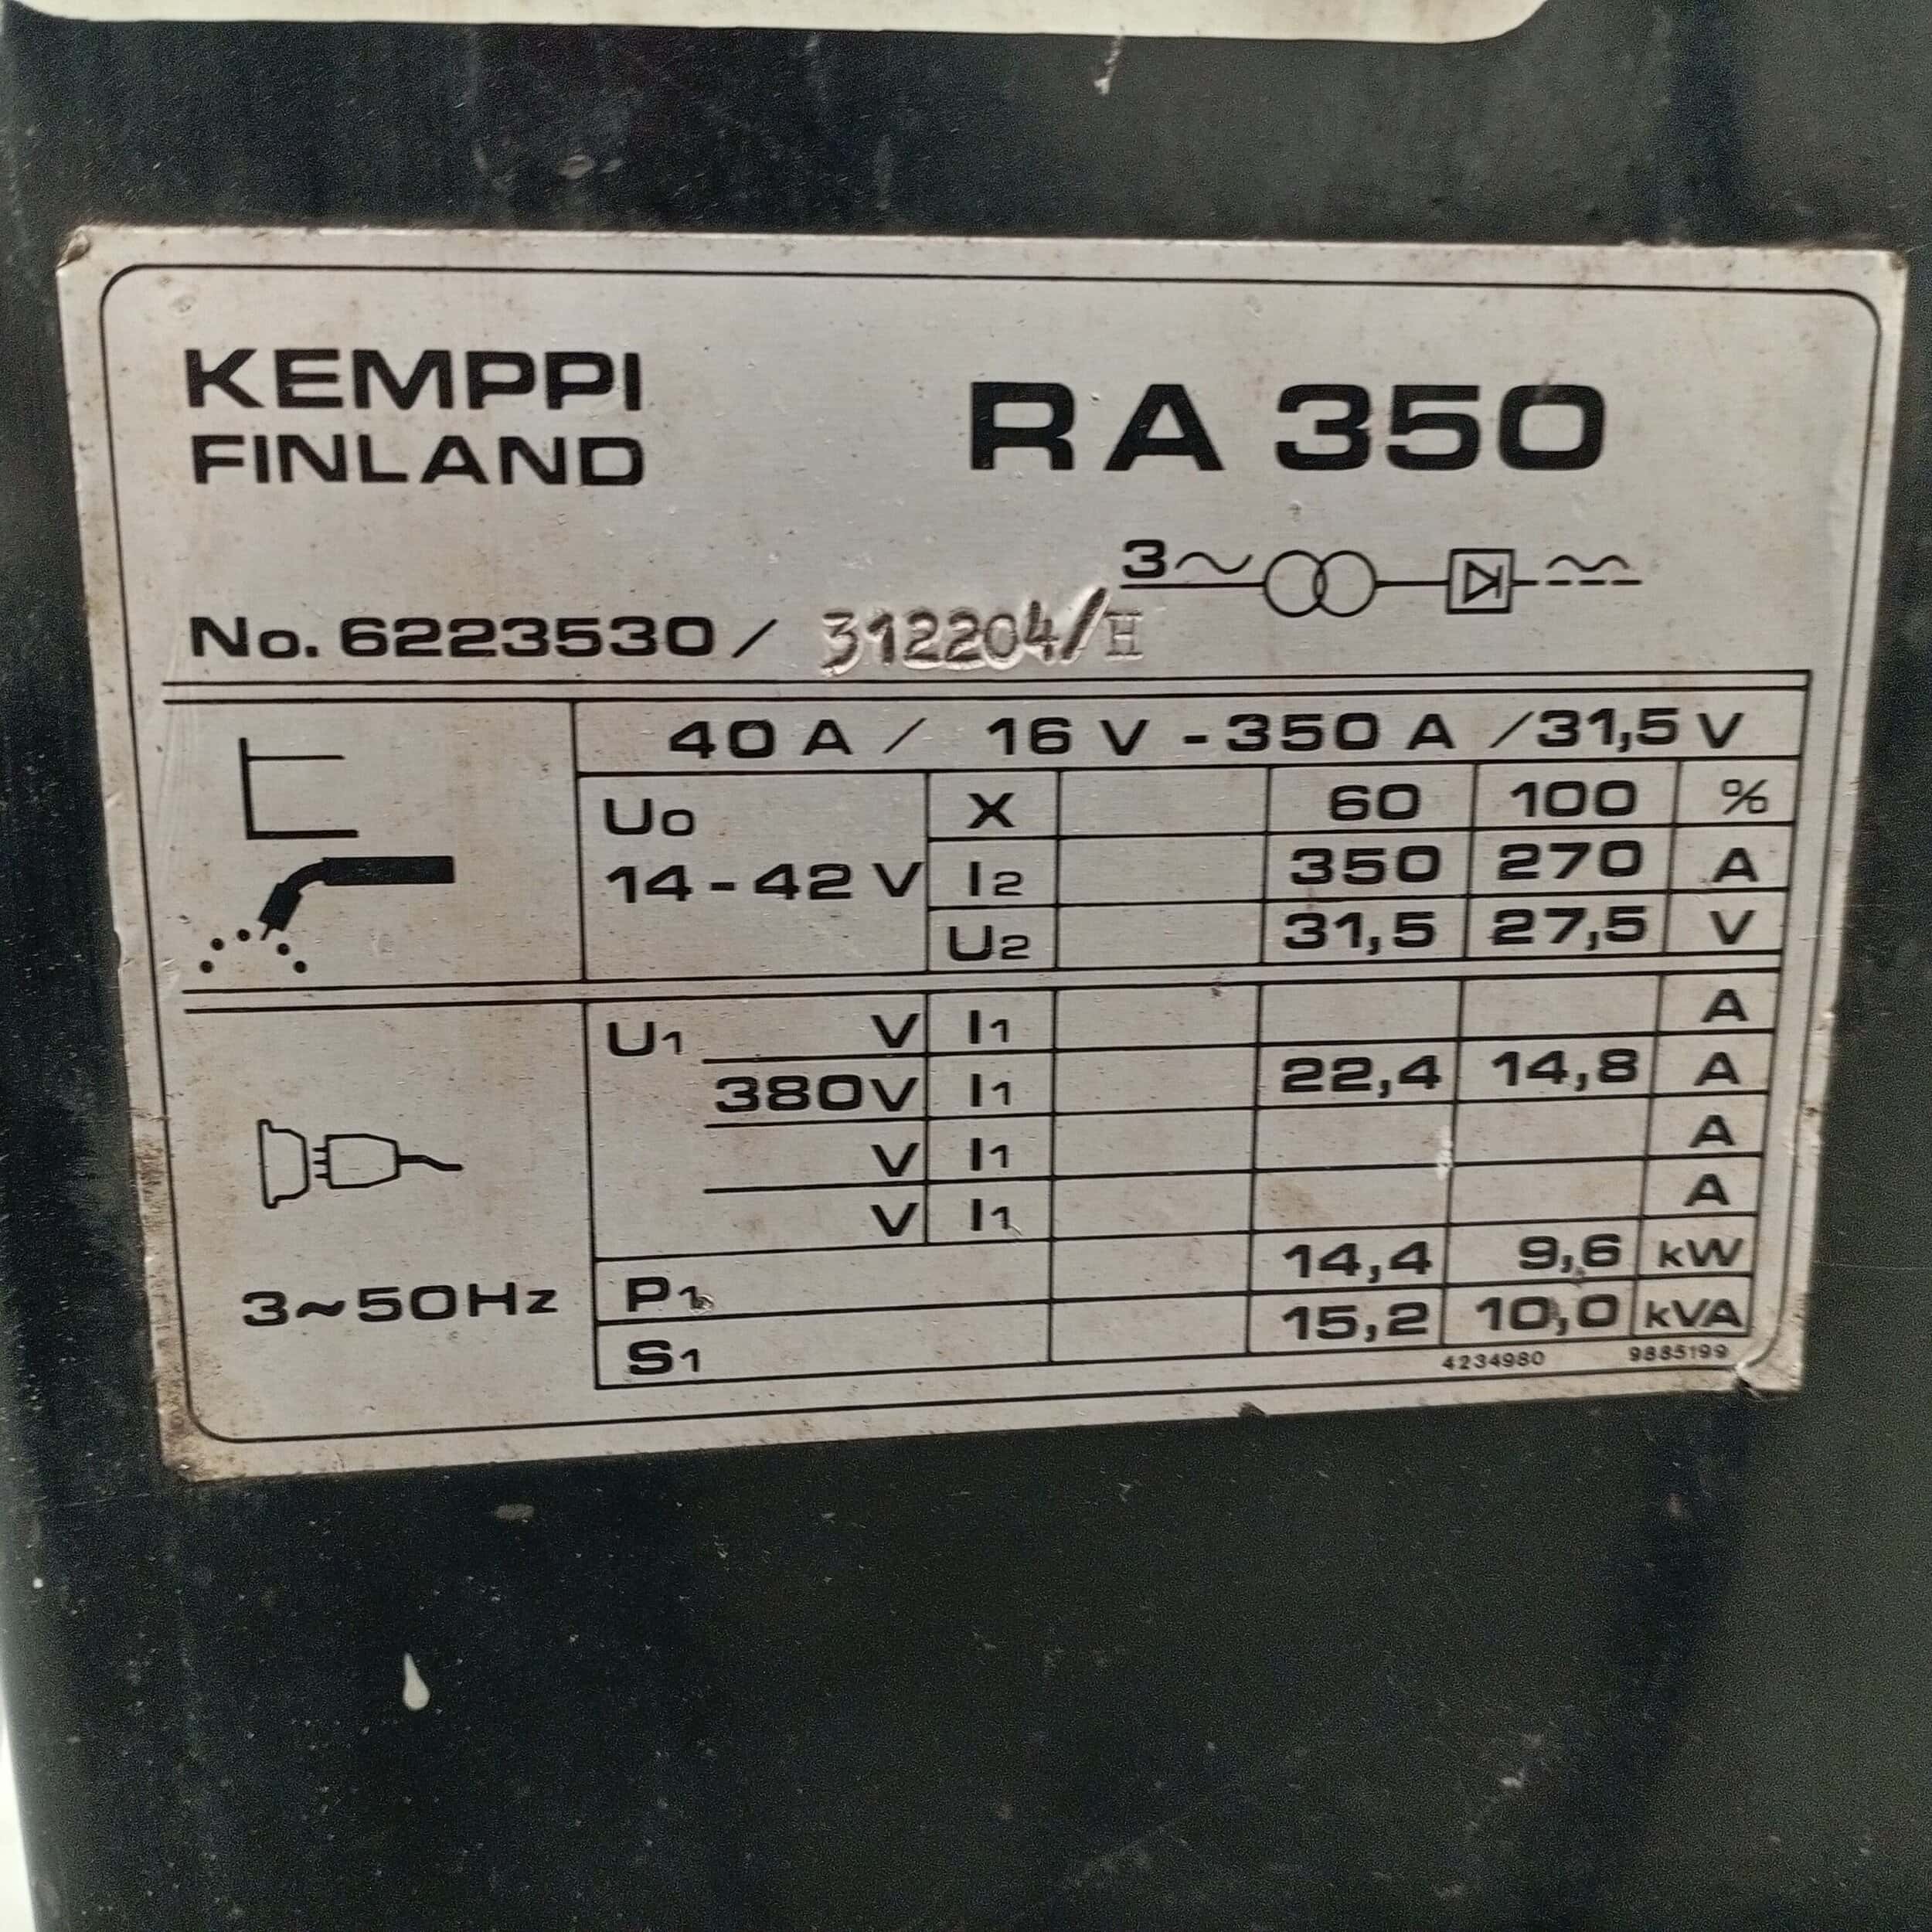 KEMPPI
FINLAND
RA 350
3~
No. 6223530 / 312204/H
40 A / 16 V - 350 A /31,5 V
U0 X 60 100 %
14 - 42 V I2 350 270 A
U2 31,5 27,5 V
U1 V I1 A
380V I1 22,4 14,8 A
V I1 A
V I1 A
3~50Hz P1 14,4 9,6 kW
S1 15,2 10,0 kVA
4234980 9885199